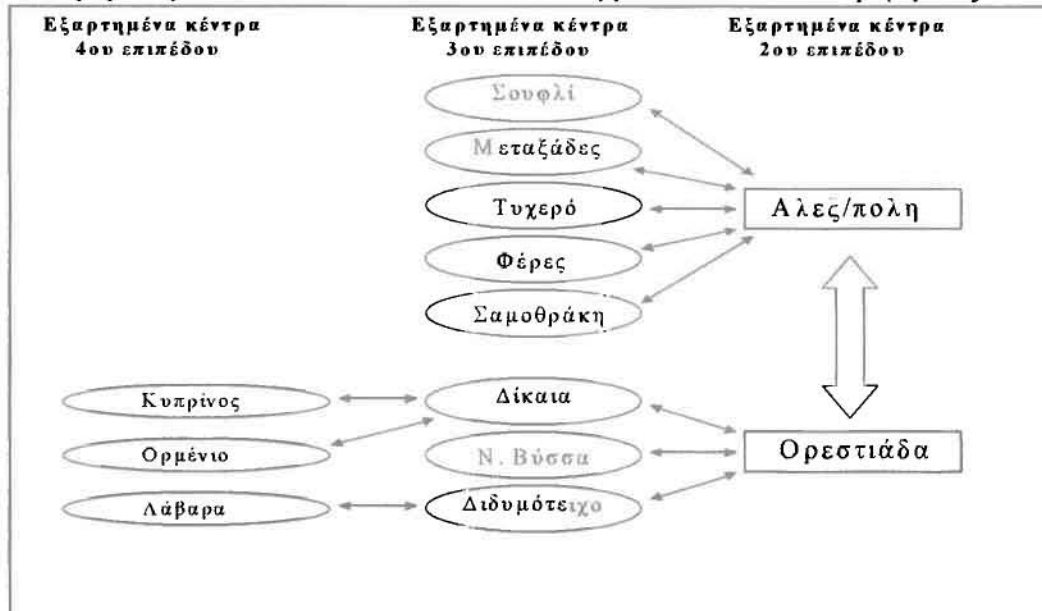 Εξαρτημένα κέντρα
4ου επιπέδου
Εξαρτημένα κέντρα
3ου επιπέδου
Εξαρτημένα κέντρα
2ου επιπέδου
Σουφλί
Μεταξάδες
Τυχερό
Αλεξ/πολη
Φέρες
Σαμοθράκη
Κυπρίνος
Δίκαια
Ορμένιο
Ν. Βύσσα
Ορεστιάδα
Λάβαρα
Διδυμότειχο